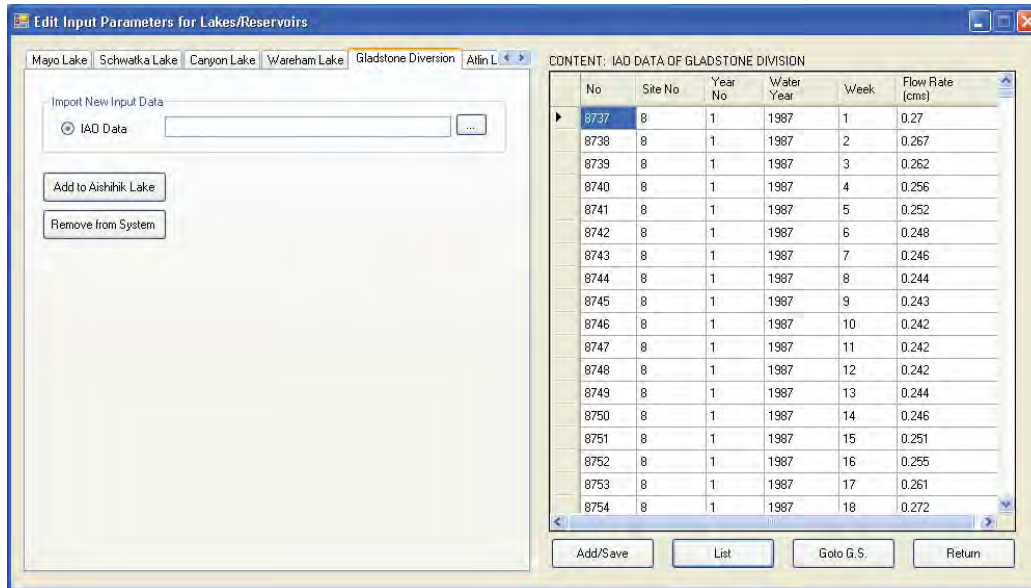 Edit Input Parameters for Lakes/Reservoirs
Mayo Lake Schwatka Lake Canyon Lake Wareham Lake Gladstone Diversion Atlin L
Import New Input Data
IAO Data ...
Add to Aishihik Lake
Remove from System
CONTENT: IAO DATA OF GLADSTONE DIVISION
No Site No Year No Water Year Week Flow Rate (cms)
8737 8 1 1987 1 0.27
8738 8 1 1987 2 0.267
8739 8 1 1987 3 0.262
8740 8 1 1987 4 0.256
8741 8 1 1987 5 0.252
8742 8 1 1987 6 0.248
8743 8 1 1987 7 0.246
8744 8 1 1987 8 0.244
8745 8 1 1987 9 0.243
8746 8 1 1987 10 0.242
8747 8 1 1987 11 0.242
8748 8 1 1987 12 0.242
8749 8 1 1987 13 0.244
8750 8 1 1987 14 0.246
8751 8 1 1987 15 0.251
8752 8 1 1987 16 0.255
8753 8 1 1987 17 0.261
8754 8 1 1987 18 0.272
Add/Save List Goto G.S. Return